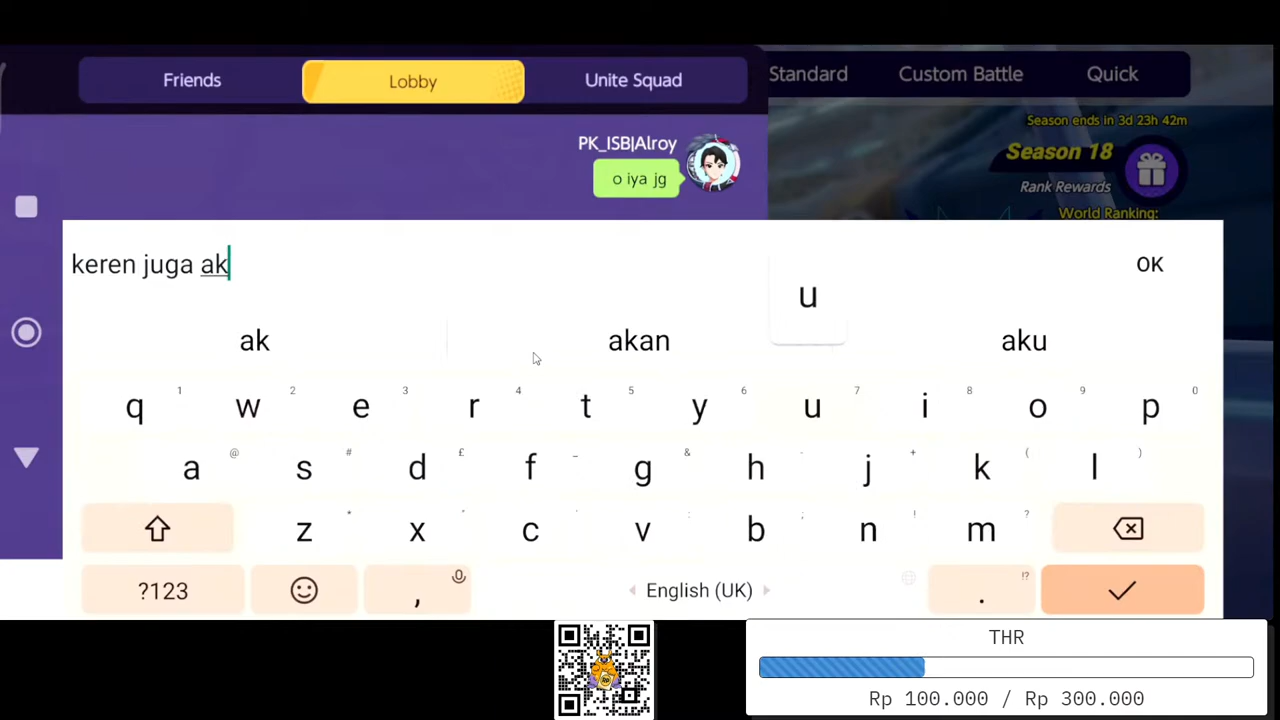 Friends
Lobby
Unite Squad
Standard
Custom Battle
Quick
Season ends in 3d 23h 42m
PK_ISB|Alroy
Season 18
o iya jg
Rank Rewards
World Ranking:
keren juga ak
OK
u
ak
akan
aku
1 2 3 4 5 6 7 8 9 0
q w e r t y u i o p
@ # £ _ & - + ( )
a s d f g h j k l
* " ' : ; ! ?
z x c v b n m
?123
,
English (UK)
!?
.
THR
Rp 100.000 / Rp 300.000